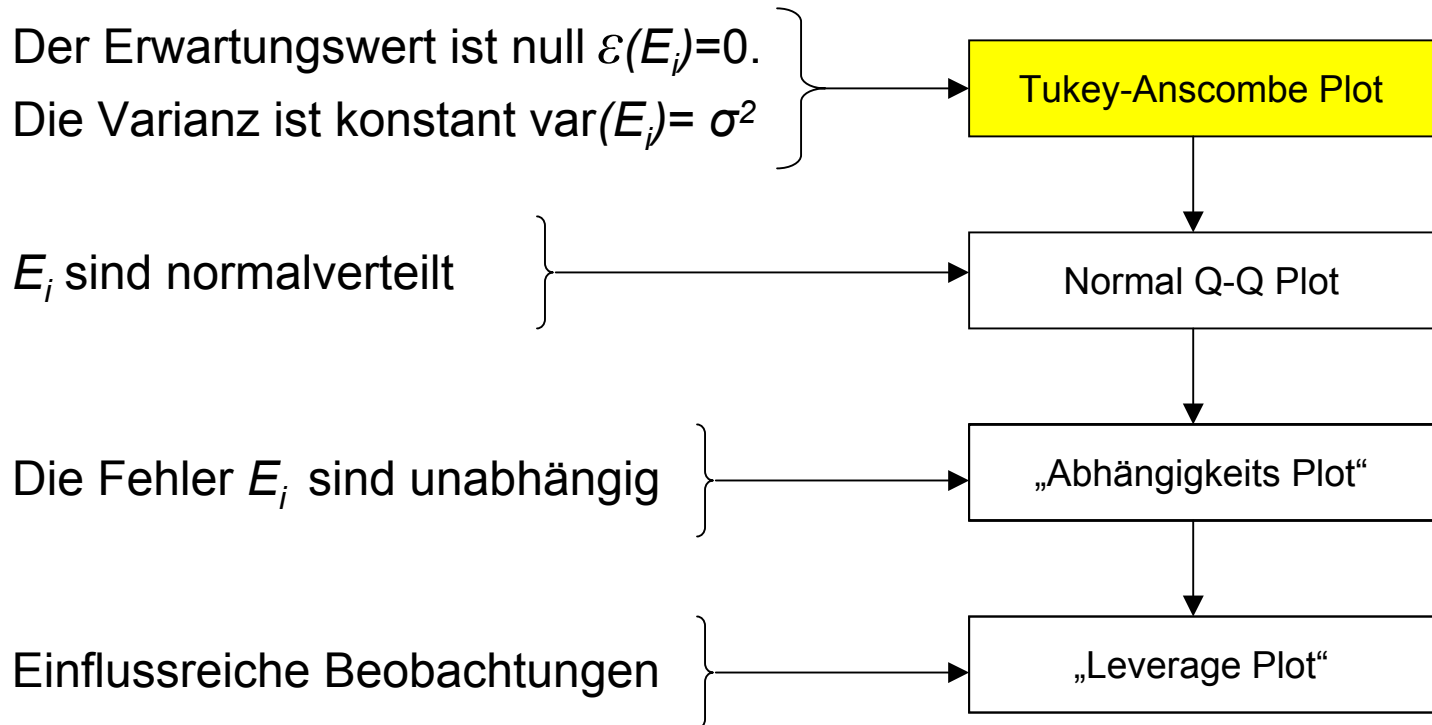 Der Erwartungswert ist null ℰ(Eᵢ)=0.
Die Varianz ist konstant var(Eᵢ)= σ²
Tukey-Anscombe Plot
Eᵢ sind normalverteilt
Normal Q-Q Plot
Die Fehler Eᵢ sind unabhängig
„Abhängigkeits Plot“
Einflussreiche Beobachtungen
„Leverage Plot“